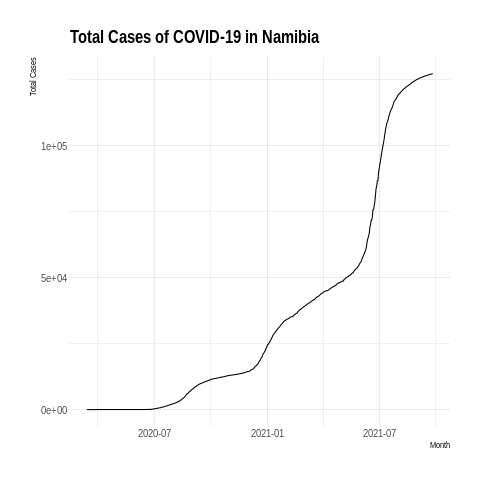 Total Cases of COVID-19 in Namibia
Total Cases
1e+05
5e+04
0e+00
2020-07 2021-01 2021-07
Month